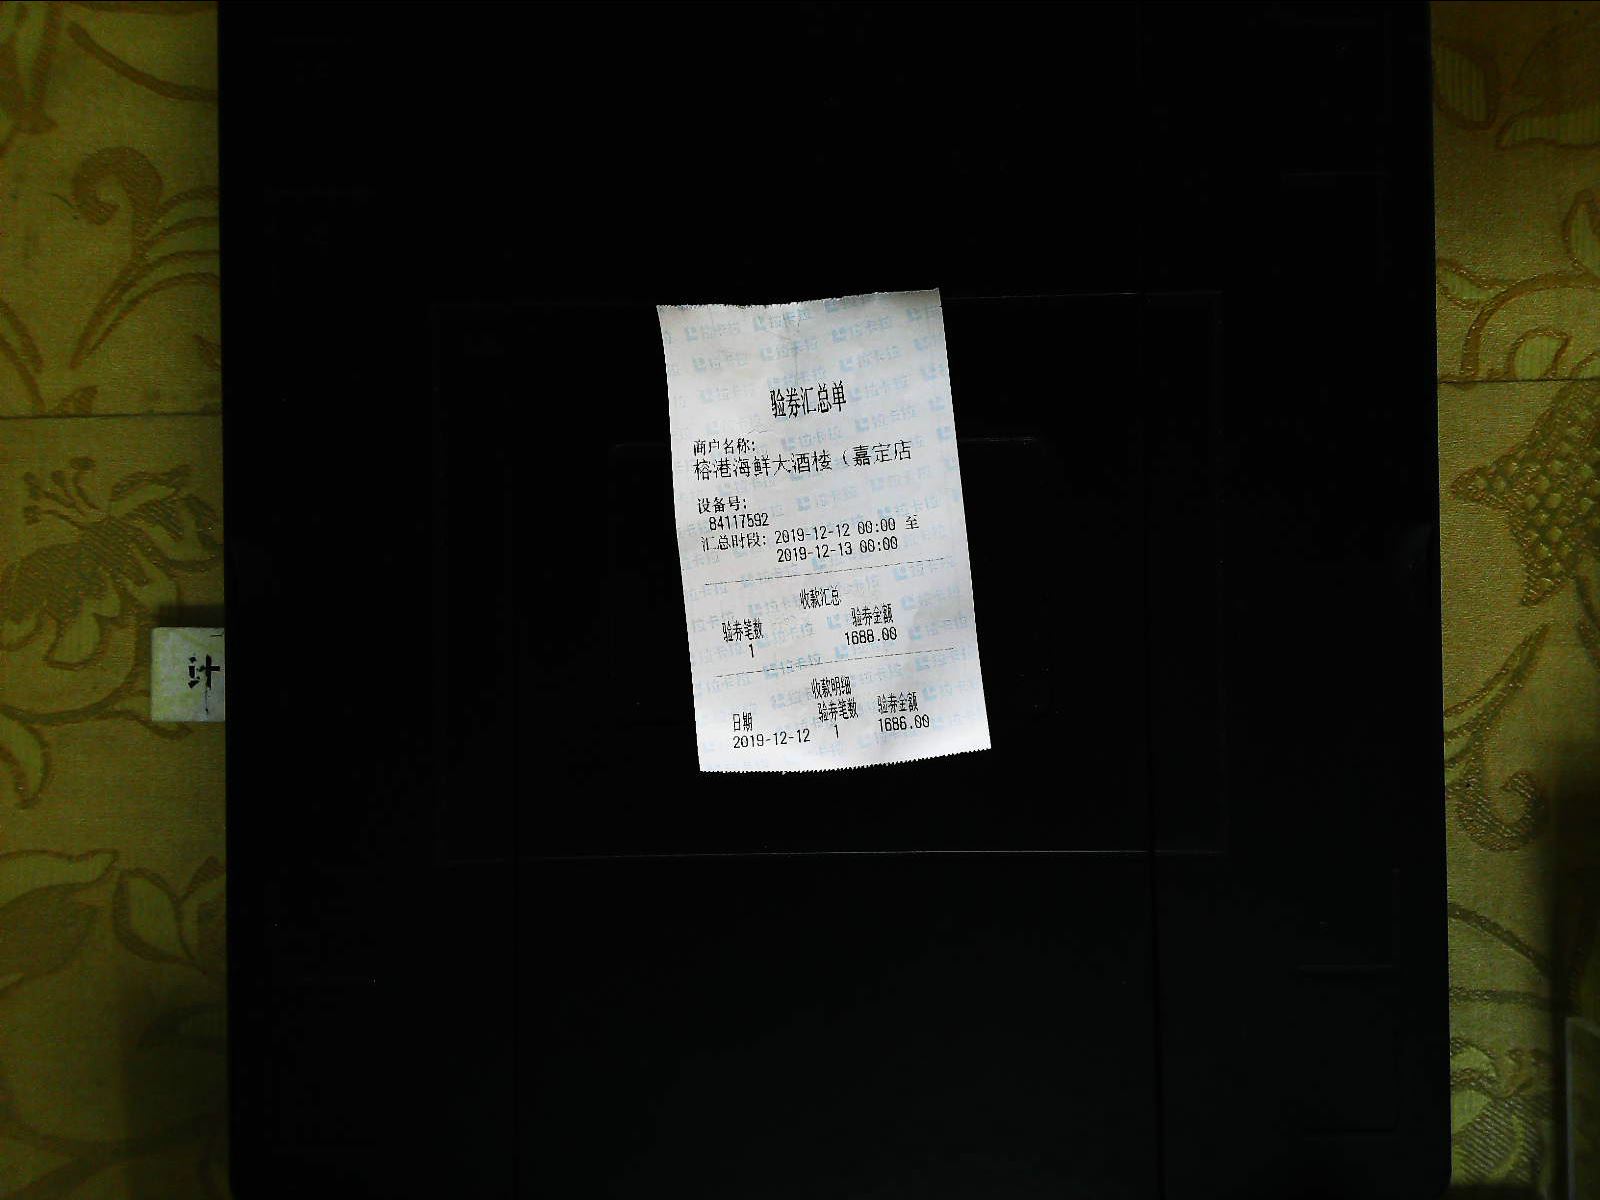 验券汇总单
商户名称:
榕港海鲜大酒楼（嘉定店
设备号:
84117592
汇总时段: 2019-12-12 00:00 至
2019-12-13 00:00
收款汇总
验券笔数 验券金额
1 1688.00
收款明细
日期 验券笔数 验券金额
2019-12-12 1 1686.00
计
拉卡拉